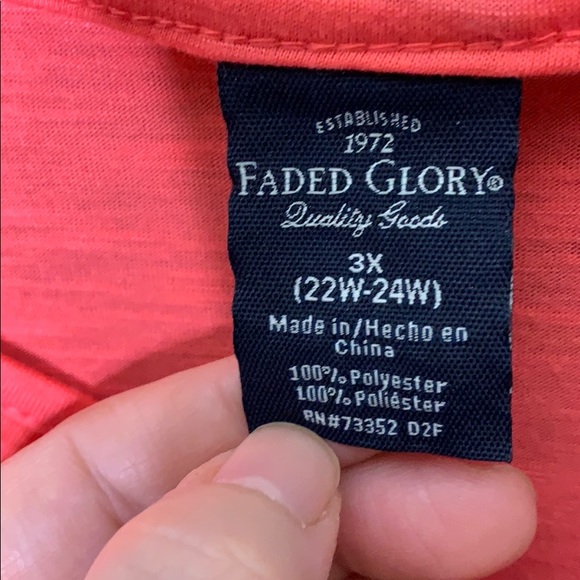 ESTABLISHED
1972
FADED GLORY®
Quality Goods
3X
(22W-24W)
Made in/Hecho en
China
100% Polyester
100% Poliéster
RN#73352 D2F